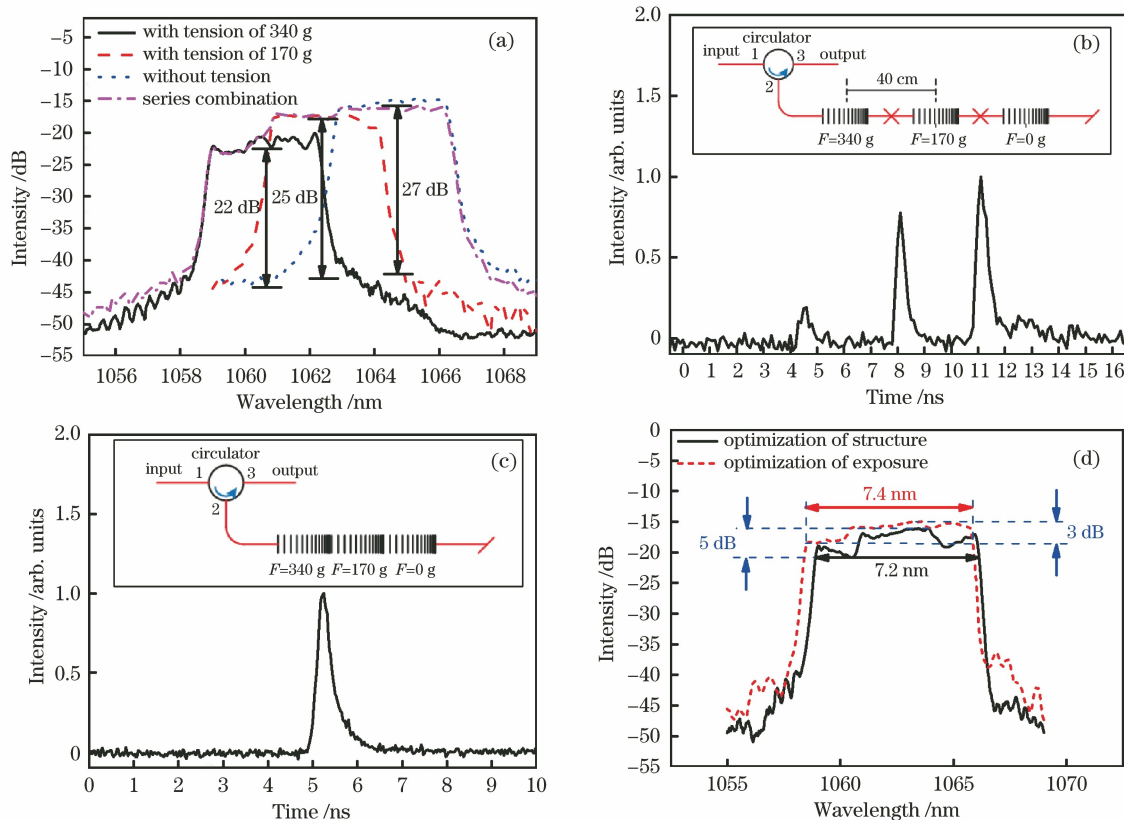 (a)
with tension of 340 g
with tension of 170 g
without tension
series combination
22 dB
25 dB
27 dB
−5
−10
−15
−20
−25
−30
−35
−40
−45
−50
−55
Intensity /dB
1056 1058 1060 1062 1064 1066 1068
Wavelength /nm
(b)
circulator
input 1 3 output
2
40 cm
F=340 g F=170 g F=0 g
2.0
1.5
1.0
0.5
0
Intensity /arb. units
0 1 2 3 4 5 6 7 8 9 10 11 12 13 14 15 16
Time /ns
(c)
circulator
input 1 3 output
2
F=340 g F=170 g F=0 g
2.0
1.5
1.0
0.5
0
Intensity /arb. units
0 1 2 3 4 5 6 7 8 9 10
Time /ns
(d)
optimization of structure
optimization of exposure
7.4 nm
5 dB
3 dB
7.2 nm
0
−5
−10
−15
−20
−25
−30
−35
−40
−45
−50
−55
Intensity /dB
1055 1060 1065 1070
Wavelength /nm